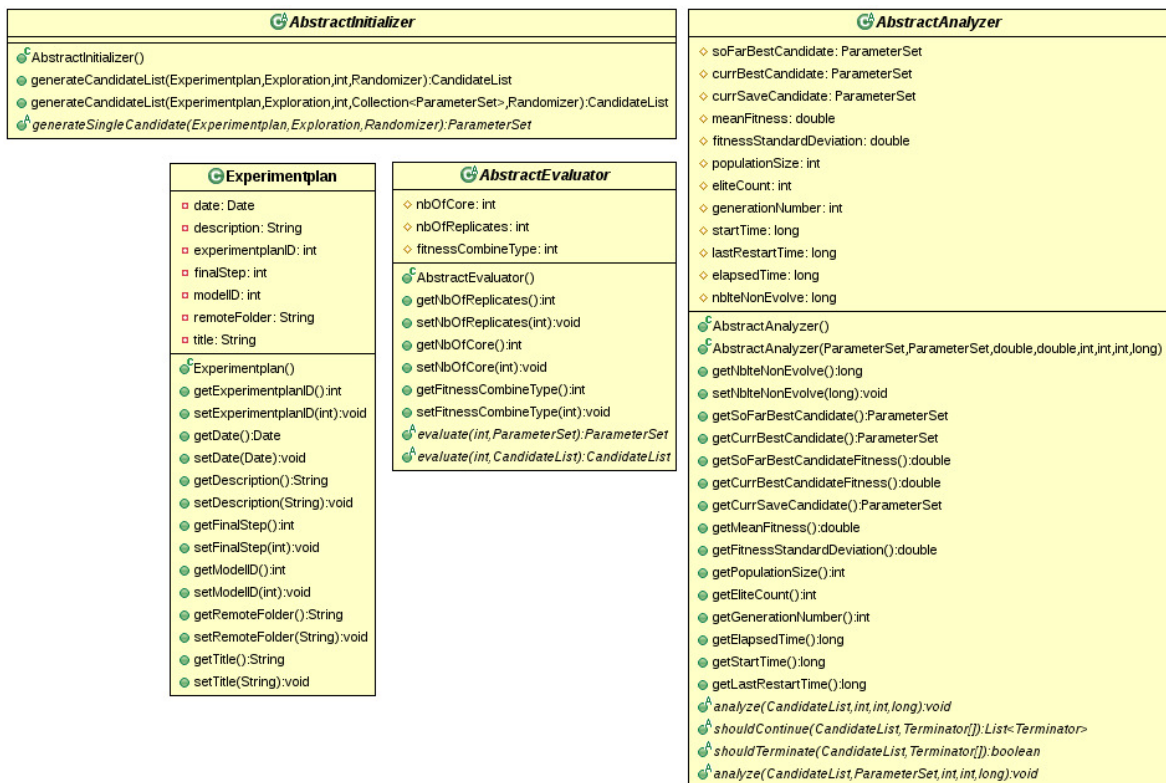 AbstractInitializer
AbstractInitializer()
generateCandidateList(Experimentplan,Exploration,int,Randomizer):CandidateList
generateCandidateList(Experimentplan,Exploration,int,Collection<ParameterSet>,Randomizer):CandidateList
generateSingleCandidate(Experimentplan,Exploration,Randomizer):ParameterSet
Experimentplan
date: Date
description: String
experimentplanID: int
finalStep: int
modelID: int
remoteFolder: String
title: String
Experimentplan()
getExperimentplanID():int
setExperimentplanID(int):void
getDate():Date
setDate(Date):void
getDescription():String
setDescription(String):void
getFinalStep():int
setFinalStep(int):void
getModelID():int
setModelID(int):void
getRemoteFolder():String
setRemoteFolder(String):void
getTitle():String
setTitle(String):void
AbstractEvaluator
nbOfCore: int
nbOfReplicates: int
fitnessCombineType: int
AbstractEvaluator()
getNbOfReplicates():int
setNbOfReplicates(int):void
getNbOfCore():int
setNbOfCore(int):void
getFitnessCombineType():int
setFitnessCombineType(int):void
evaluate(int,ParameterSet):ParameterSet
evaluate(int,CandidateList):CandidateList
AbstractAnalyzer
soFarBestCandidate: ParameterSet
currBestCandidate: ParameterSet
currSaveCandidate: ParameterSet
meanFitness: double
fitnessStandardDeviation: double
populationSize: int
eliteCount: int
generationNumber: int
startTime: long
lastRestartTime: long
elapsedTime: long
nbIteNonEvolve: long
AbstractAnalyzer()
AbstractAnalyzer(ParameterSet,ParameterSet,double,double,int,int,int,long)
getNbIteNonEvolve():long
setNbIteNonEvolve(long):void
getSoFarBestCandidate():ParameterSet
getCurrBestCandidate():ParameterSet
getSoFarBestCandidateFitness():double
getCurrBestCandidateFitness():double
getCurrSaveCandidate():ParameterSet
getMeanFitness():double
getFitnessStandardDeviation():double
getPopulationSize():int
getEliteCount():int
getGenerationNumber():int
getElapsedTime():long
getStartTime():long
getLastRestartTime():long
analyze(CandidateList,int,int,long):void
shouldContinue(CandidateList,Terminator[]):List<Terminator>
shouldTerminate(CandidateList,Terminator[]):boolean
analyze(CandidateList,ParameterSet,int,int,long):void